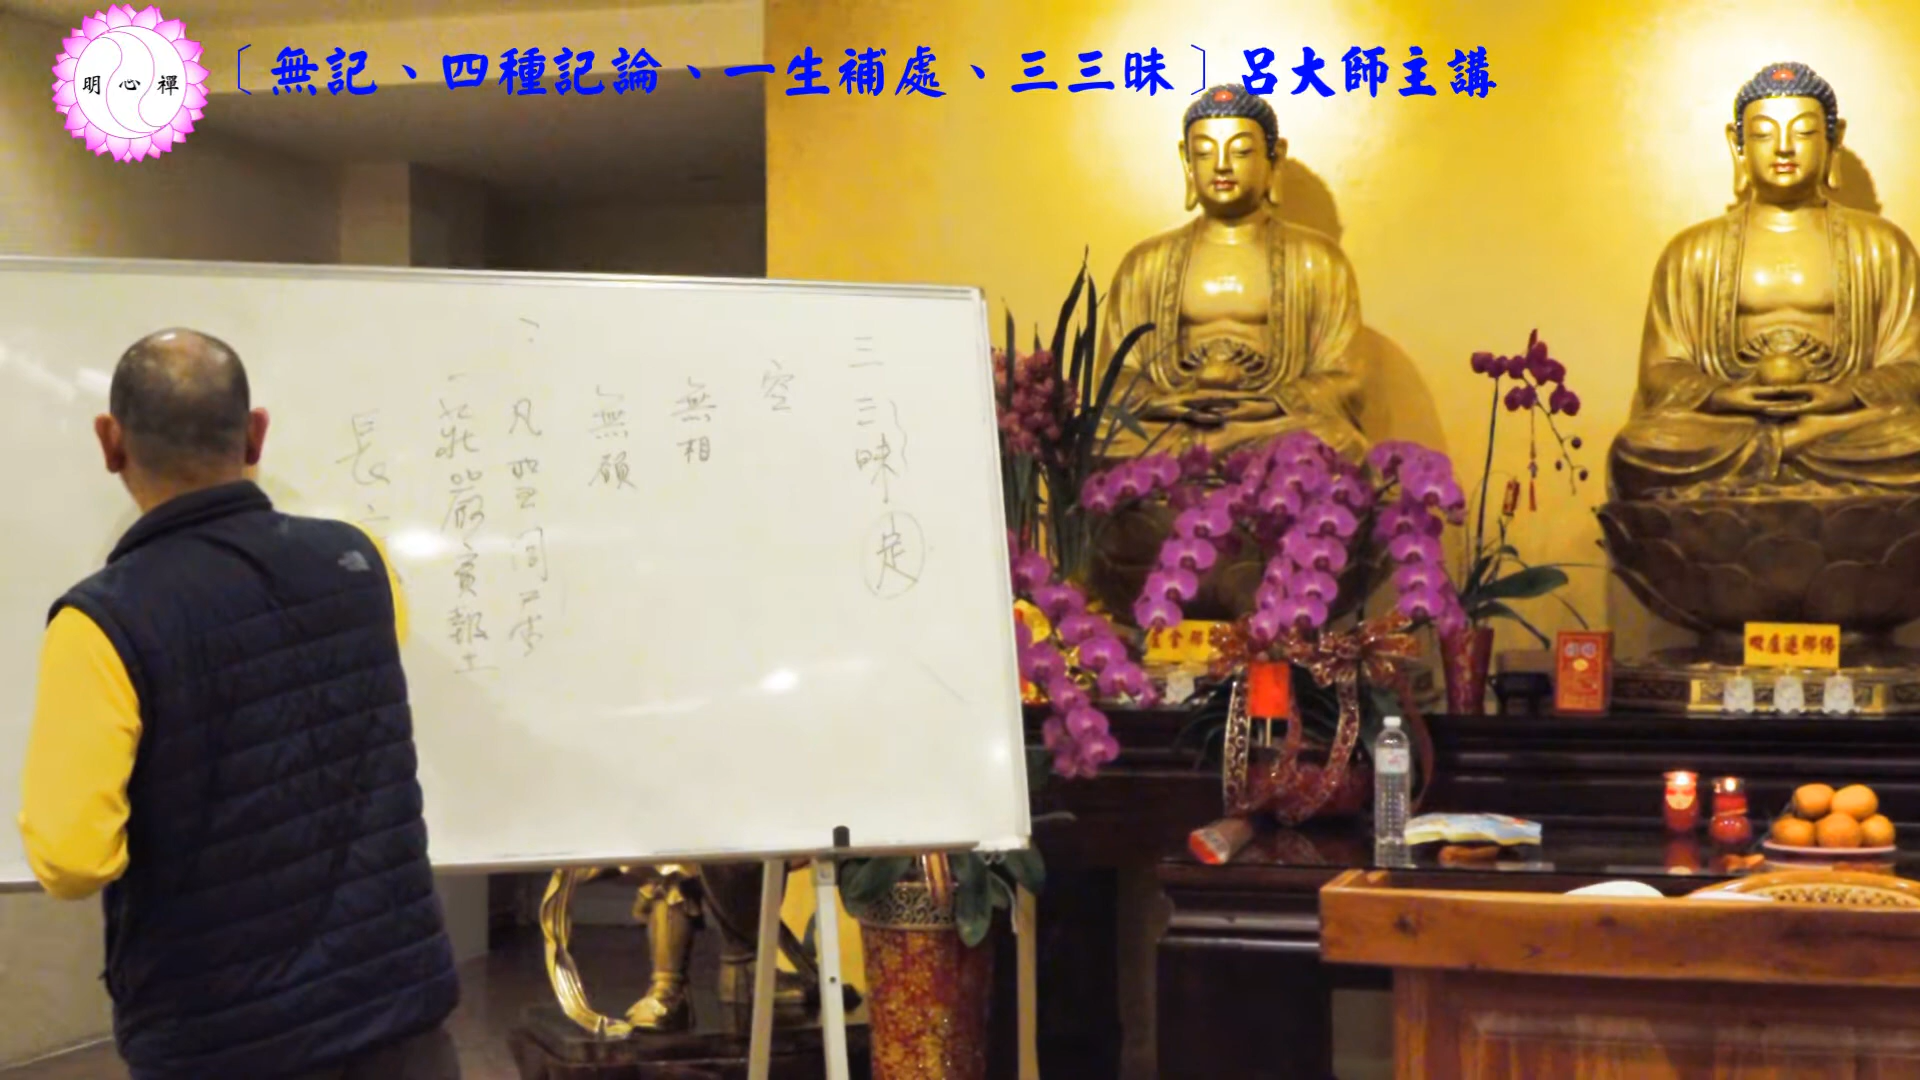 明心禪
〔無記、四種記論、一生補處、三三昧〕呂大師主講
三三昧
定
空
無相
無願
凡聖同居
莊嚴實報土
長